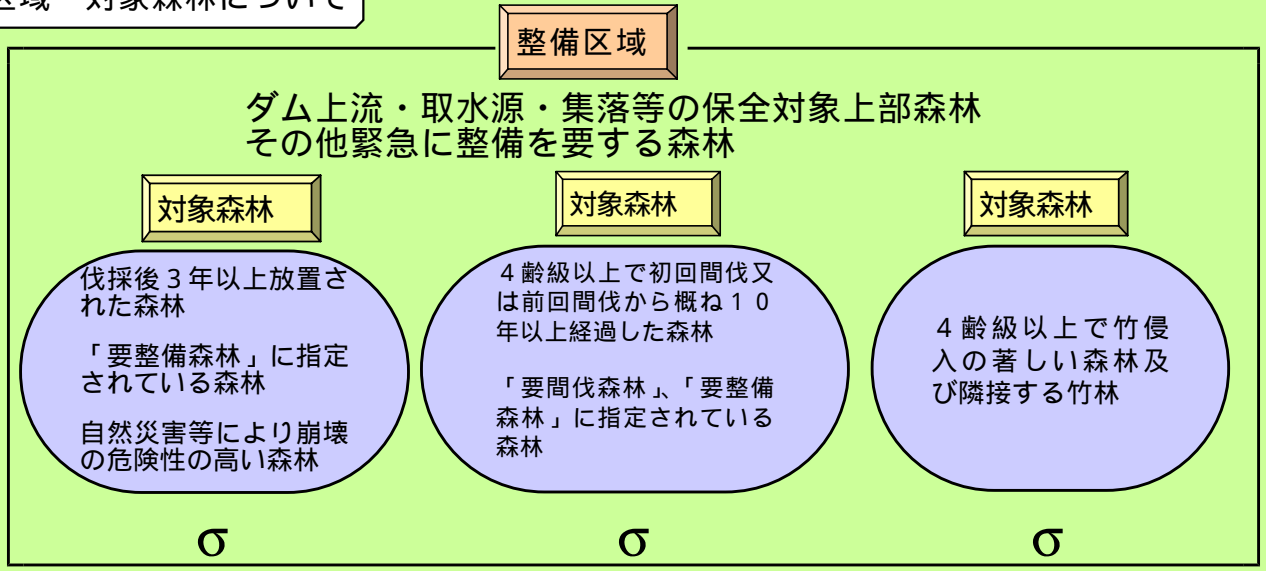 区域 対象森林について
整備区域
ダム上流・取水源・集落等の保全対象上部森林
その他緊急に整備を要する森林
対象森林
伐採後３年以上放置さ
れた森林
「要整備森林」に指定
されている森林
自然災害等により崩壊
の危険性の高い森林
σ
対象森林
４齢級以上で初回間伐又
は前回間伐から概ね１０
年以上経過した森林
「要間伐森林」、「要整備
森林」に指定されている
森林
σ
対象森林
４齢級以上で竹侵
入の著しい森林及
び隣接する竹林
σ